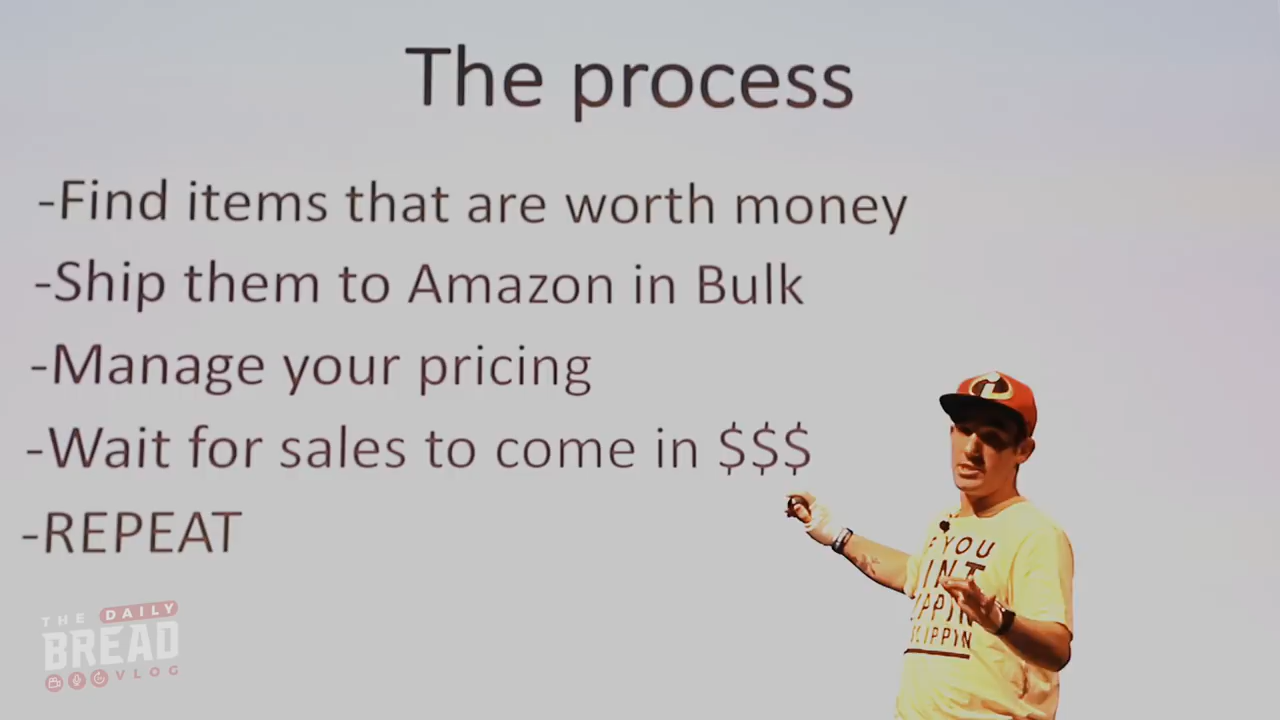 The process
-Find items that are worth money
-Ship them to Amazon in Bulk
-Manage your pricing
-Wait for sales to come in $$$
-REPEAT
THE DAILY
BREAD
VLOG
YOU